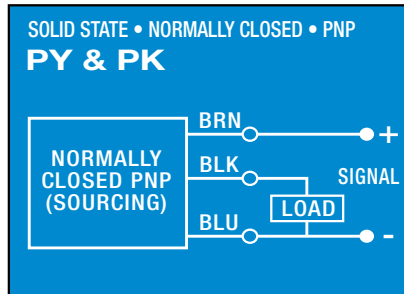 SOLID STATE • NORMALLY CLOSED • PNP
PY & PK
BRN
+
NORMALLY
CLOSED PNP
(SOURCING)
BLK
SIGNAL
LOAD
BLU
-